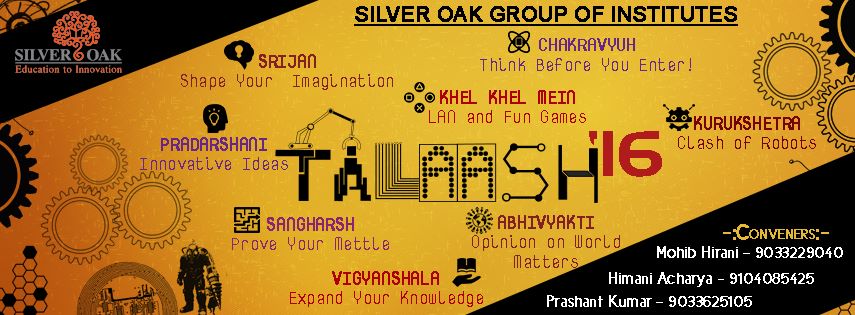 SILVER OAK GROUP OF INSTITUTES
SILVER OAK
Education to Innovation
SRIJAN
Shape Your Imagination
CHAKRAVYUH
Think Before You Enter!
KHEL KHEL MEIN
LAN and Fun Games
KURUKSHETRA
Clash of Robots
PRADARSHANI
Innovative Ideas
TALAASH'16
SANGHARSH
Prove Your Mettle
ABHIVYAKTI
Opinion on World
Matters
VIGYANSHALA
Expand Your Knowledge
-:CONVENERS:-
Mohib Hirani - 9033229040
Himani Acharya - 9104085425
Prashant Kumar - 9033625105